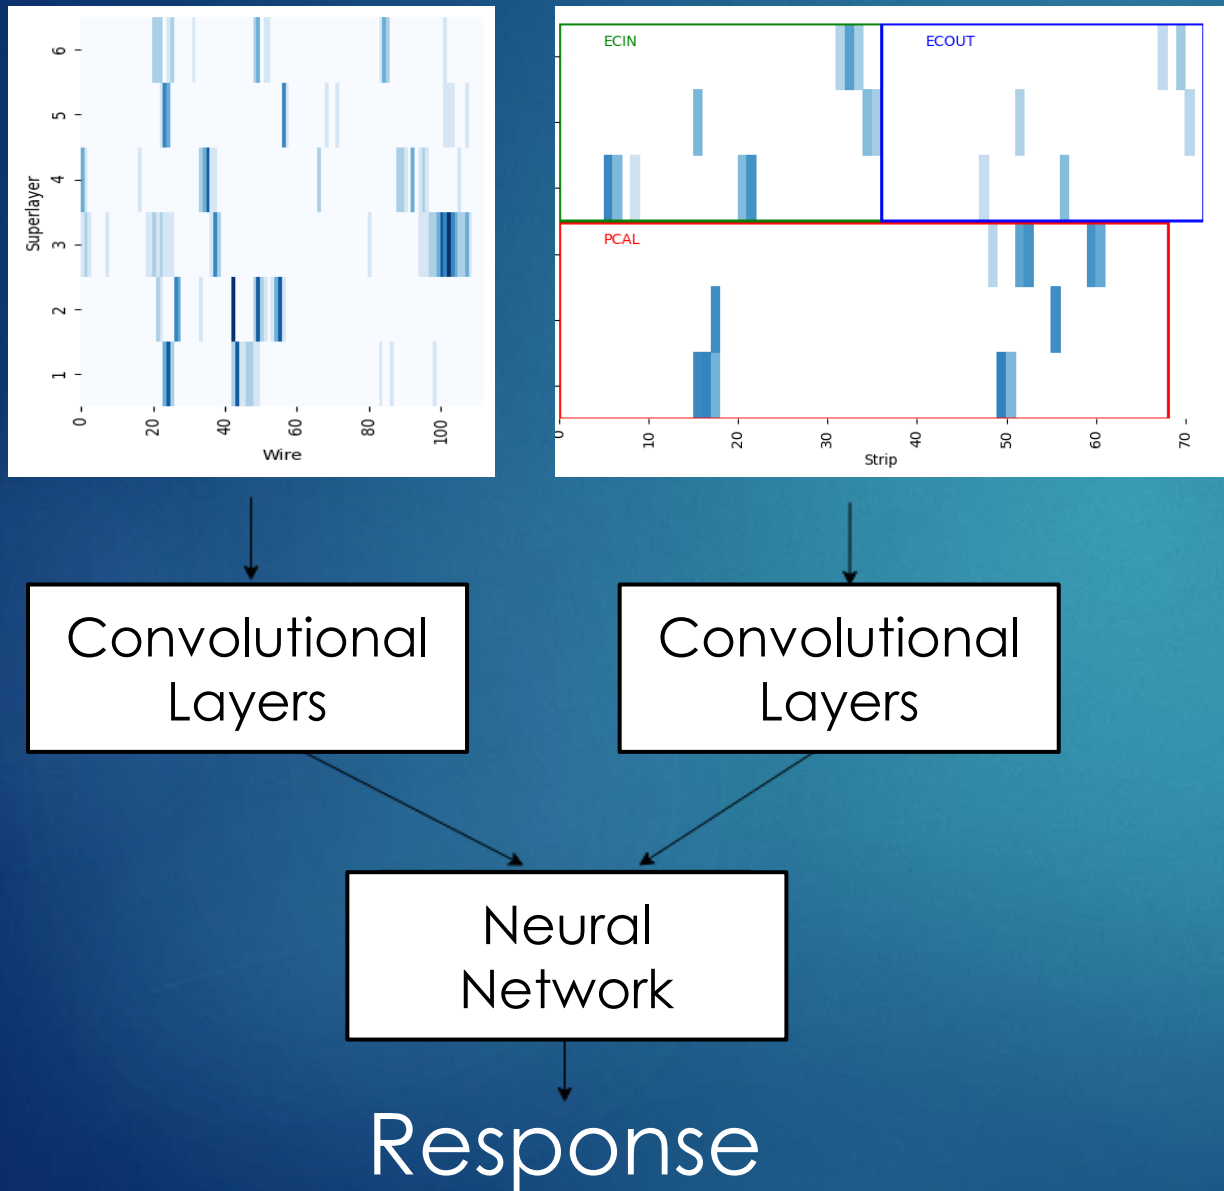 Superlayer
6
5
4
3
2
1
0 20 40 60 80 100
Wire
ECIN
ECOUT
PCAL
0 10 20 30 40 50 60 70
Strip
Convolutional
Layers
Convolutional
Layers
Neural
Network
Response